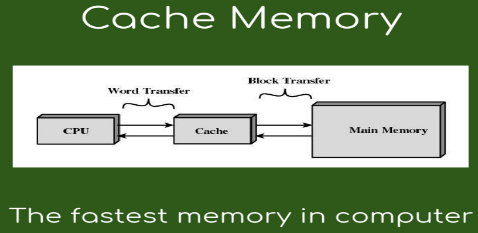 Cache Memory
Block Transfer
Word Transfer
CPU
Cache
Main Memory
The fastest memory in computer